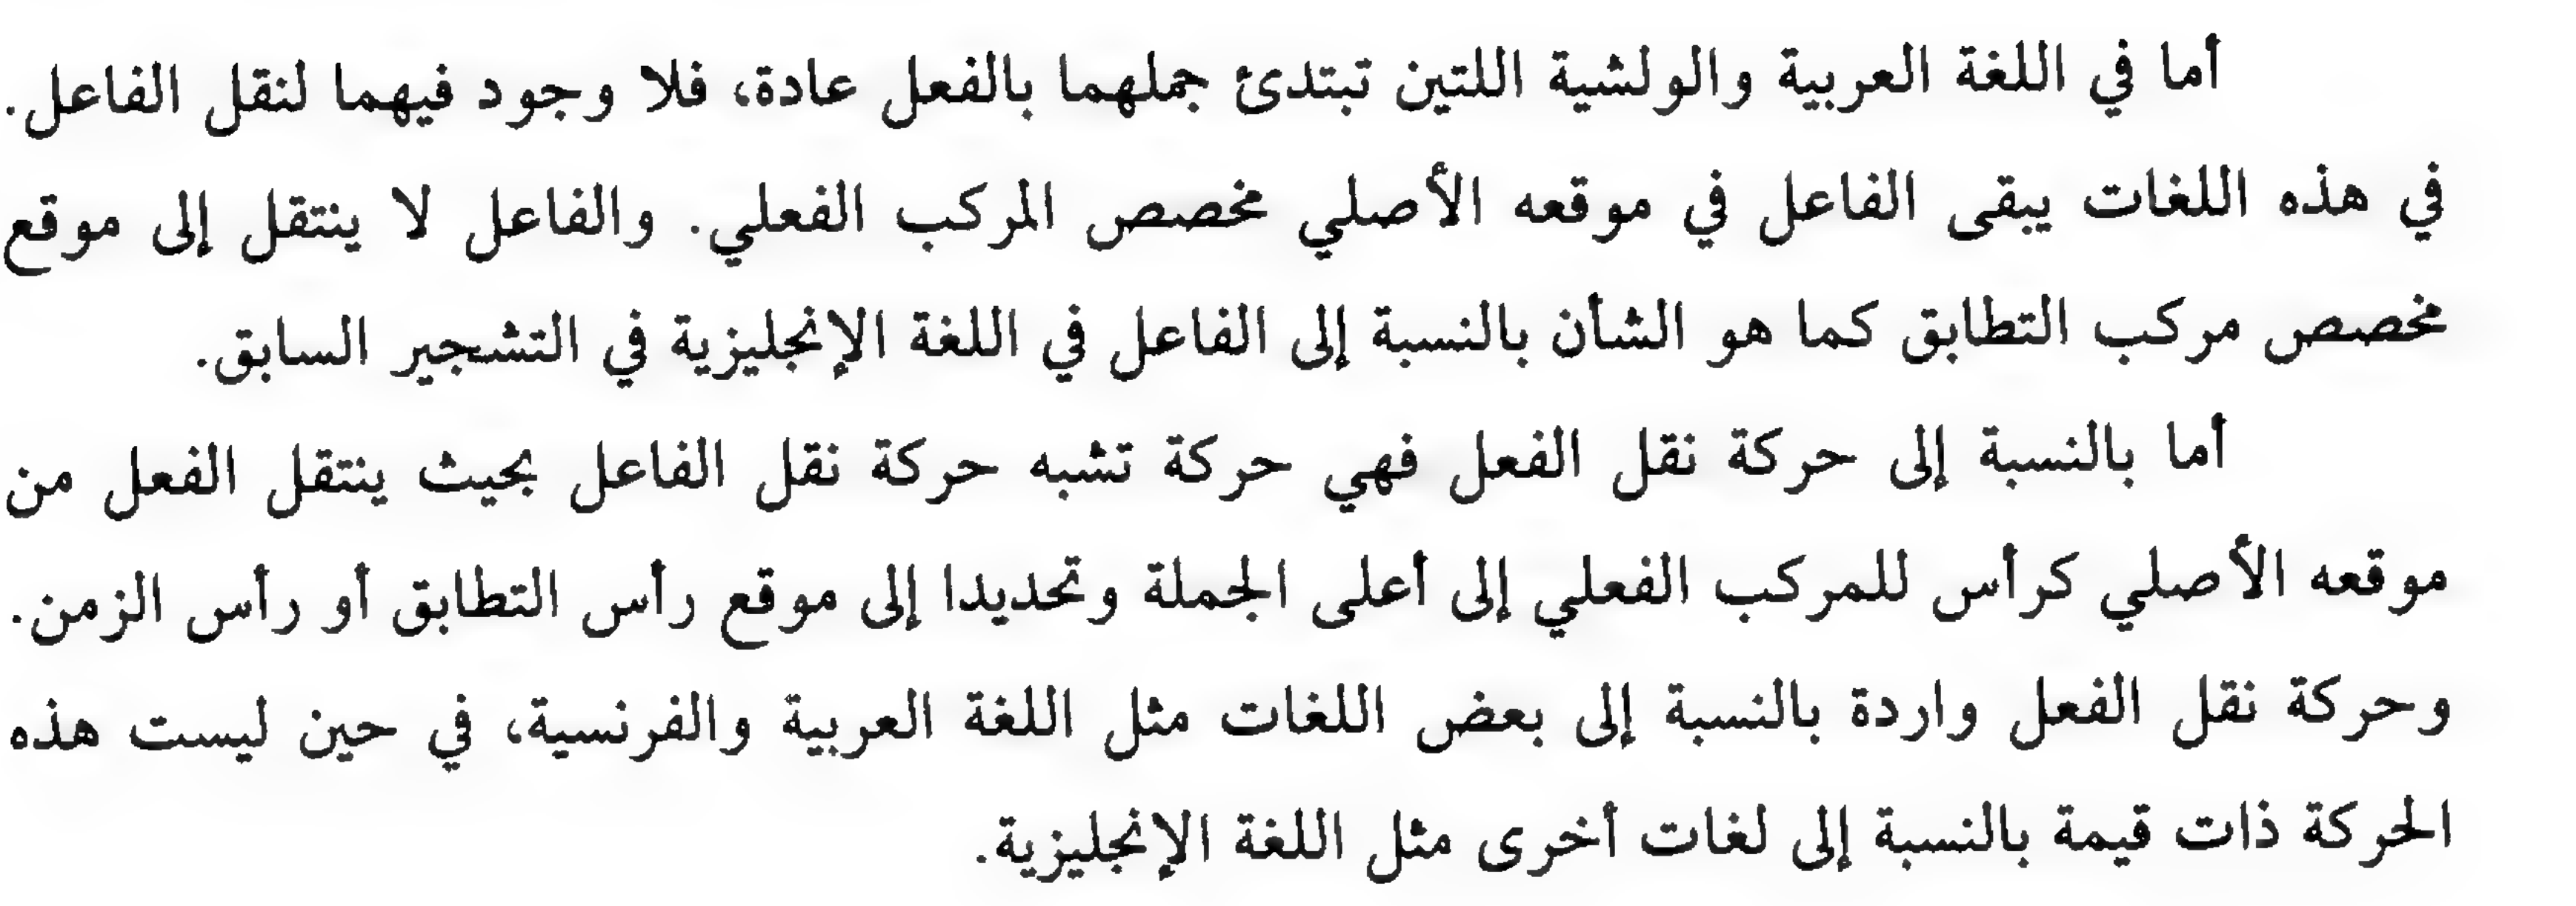 أما في اللغة العربية والولشية اللتين تبتدئ جملهما بالفعل عادة، فلا وجود فيهما لنقل الفاعل.
في هذه اللغات يبقى الفاعل في موقعه الأصلي مخصص المركب الفعلي. والفاعل لا ينتقل إلى موقع
مخصص مركب التطابق كما هو الشأن بالنسبة إلى الفاعل في اللغة الإنجليزية في التشجير السابق.
أما بالنسبة إلى حركة نقل الفعل فهي حركة تشبه حركة نقل الفاعل بحيث ينتقل الفعل من
موقعه الأصلي كرأس للمركب الفعلي إلى أعلى الجملة وتحديدا إلى موقع رأس التطابق أو رأس الزمن.
وحركة نقل الفعل واردة بالنسبة إلى بعض اللغات مثل اللغة العربية والفرنسية، في حين ليست هذه
الحركة ذات قيمة بالنسبة إلى لغات أخرى مثل اللغة الإنجليزية.